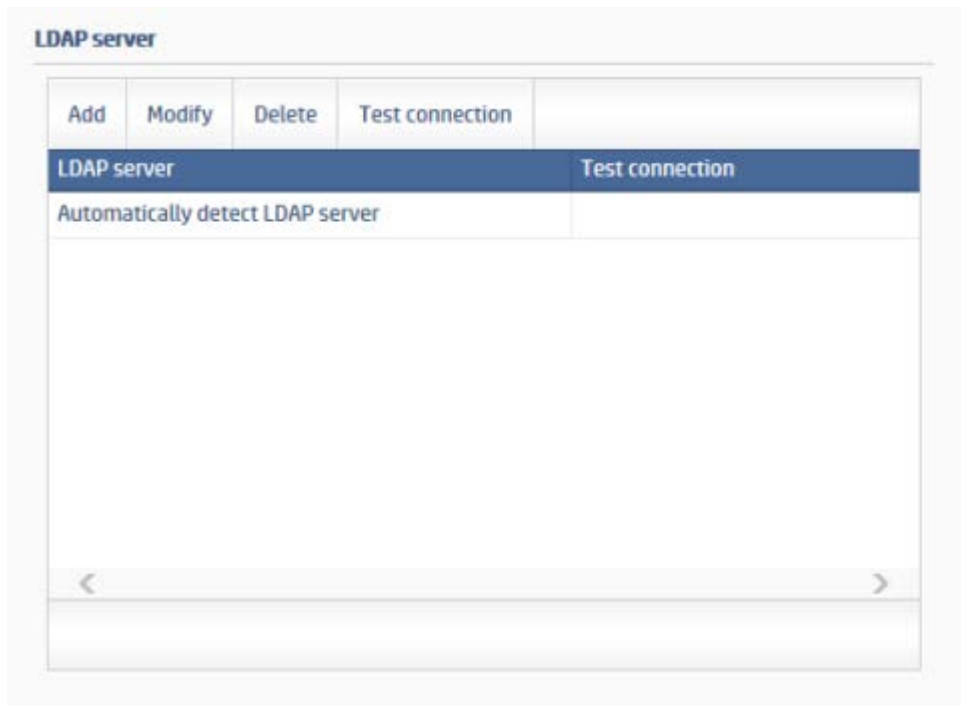 LDAP server
Add Modify Delete Test connection
LDAP server Test connection
Automatically detect LDAP server